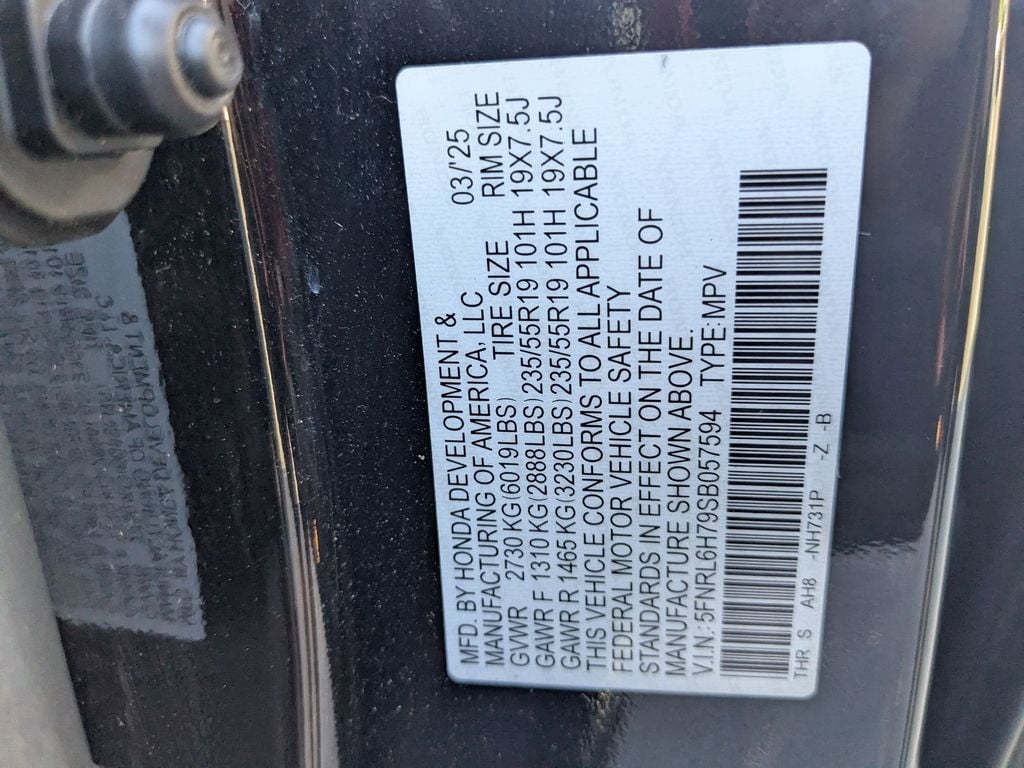 MFD. BY HONDA DEVELOPMENT & 03/'25
MANUFACTURING OF AMERICA, LLC
GVWR 2730 KG(6019LBS) TIRE SIZE RIM SIZE
GAWR F 1310 KG(2888LBS) 235/55R19 101H 19X7.5J
GAWR R 1465 KG(3230LBS) 235/55R19 101H 19X7.5J
THIS VEHICLE CONFORMS TO ALL APPLICABLE
FEDERAL MOTOR VEHICLE SAFETY
STANDARDS IN EFFECT ON THE DATE OF
MANUFACTURE SHOWN ABOVE.
V.IN.:5FNRL6H79SB057594 TYPE:MPV
THR S AH8 -NH731P -Z -B